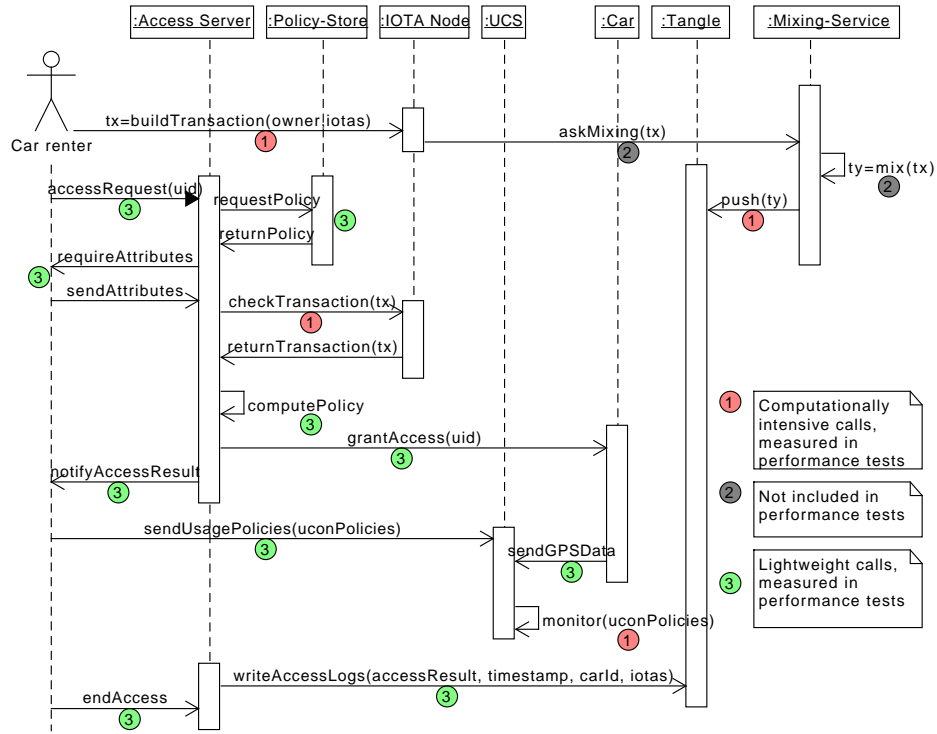 :Access Server :Policy-Store :IOTA Node :UCS :Car :Tangle :Mixing-Service
Car renter
tx=buildTransaction(owner,iotas)
1
askMixing(tx)
2
ty=mix(tx)
2
push(ty)
1
accessRequest(uid)
3
requestPolicy
3
returnPolicy
requireAttributes
3
sendAttributes
checkTransaction(tx)
1
returnTransaction(tx)
computePolicy
3
grantAccess(uid)
3
notifyAccessResult
3
sendUsagePolicies(uconPolicies)
3
sendGPSData
3
monitor(uconPolicies)
1
writeAccessLogs(accessResult, timestamp, carId, iotas)
3
endAccess
3
1
Computationally
intensive calls,
measured in
performance tests
2
Not included in
performance tests
3
Lightweight calls,
measured in
performance tests